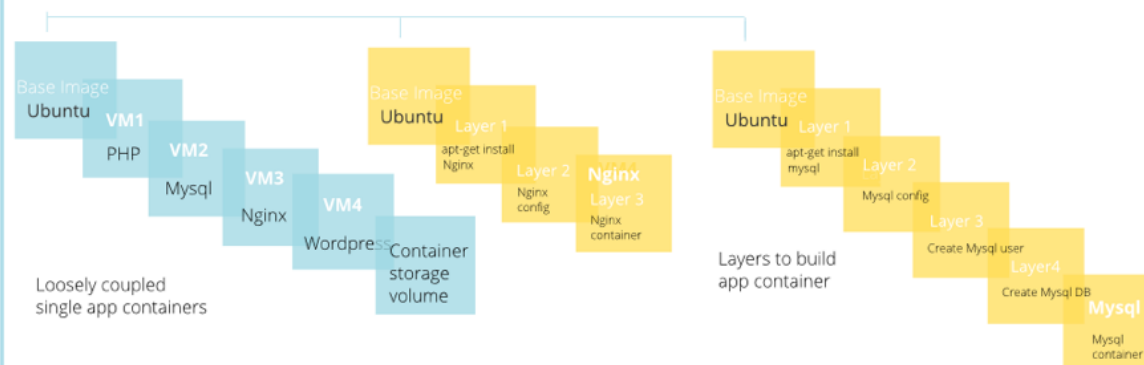 Base Image
Ubuntu
VM1
PHP
VM2
Mysql
VM3
Nginx
VM4
Wordpress
Container
storage
volume
Loosely coupled
single app containers
Base Image
Ubuntu
Layer 1
apt-get install
Nginx
Layer 2
Nginx
config
Nginx
Layer 3
Nginx
container
Base Image
Ubuntu
Layer 1
apt-get install
mysql
Layer 2
Mysql config
Layer 3
Create Mysql user
Layer4
Create Mysql DB
Mysql
Mysql
container
Layers to build
app container